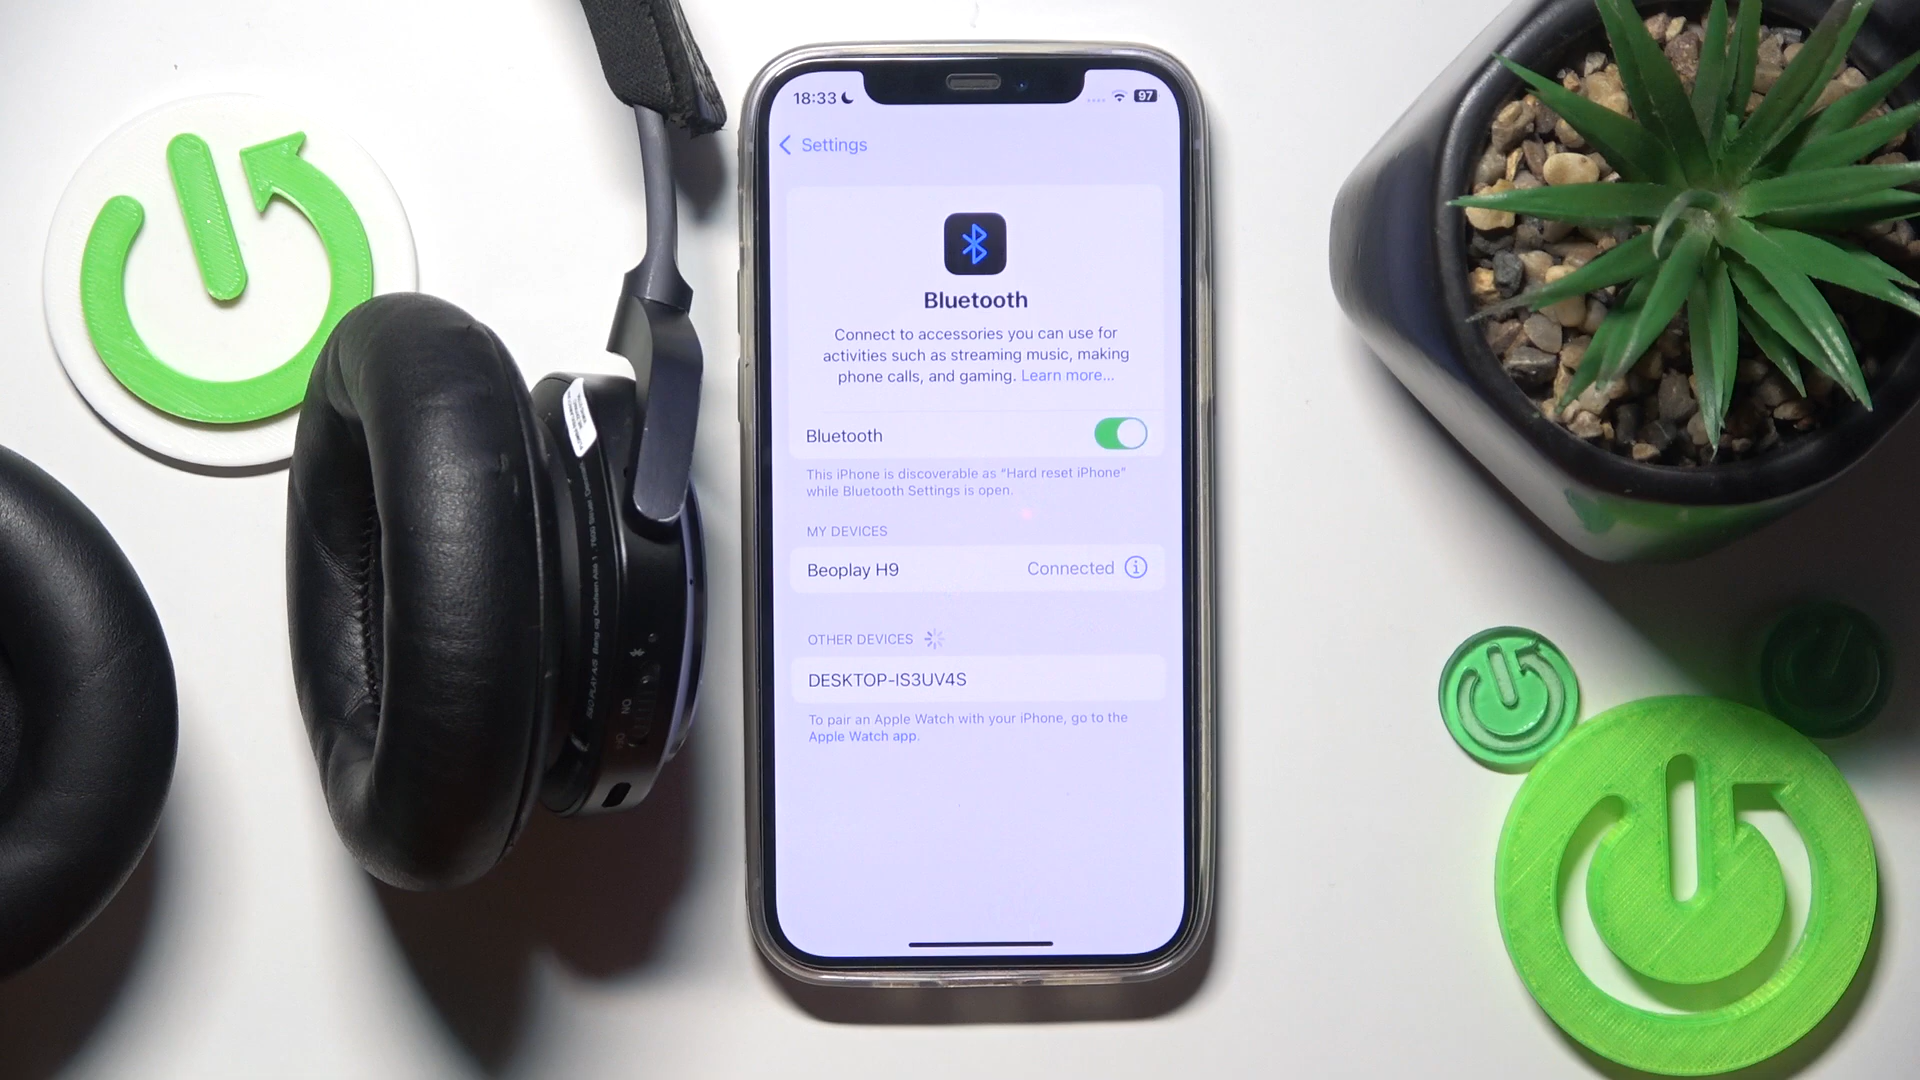 18:33
97
Settings
Bluetooth
Connect to accessories you can use for
activities such as streaming music, making
phone calls, and gaming. Learn more...
Bluetooth
This iPhone is discoverable as “Hard reset iPhone”
while Bluetooth Settings is open.
MY DEVICES
Beoplay H9
Connected
OTHER DEVICES
DESKTOP-IS3UV4S
To pair an Apple Watch with your iPhone, go to the
Apple Watch app.
ON